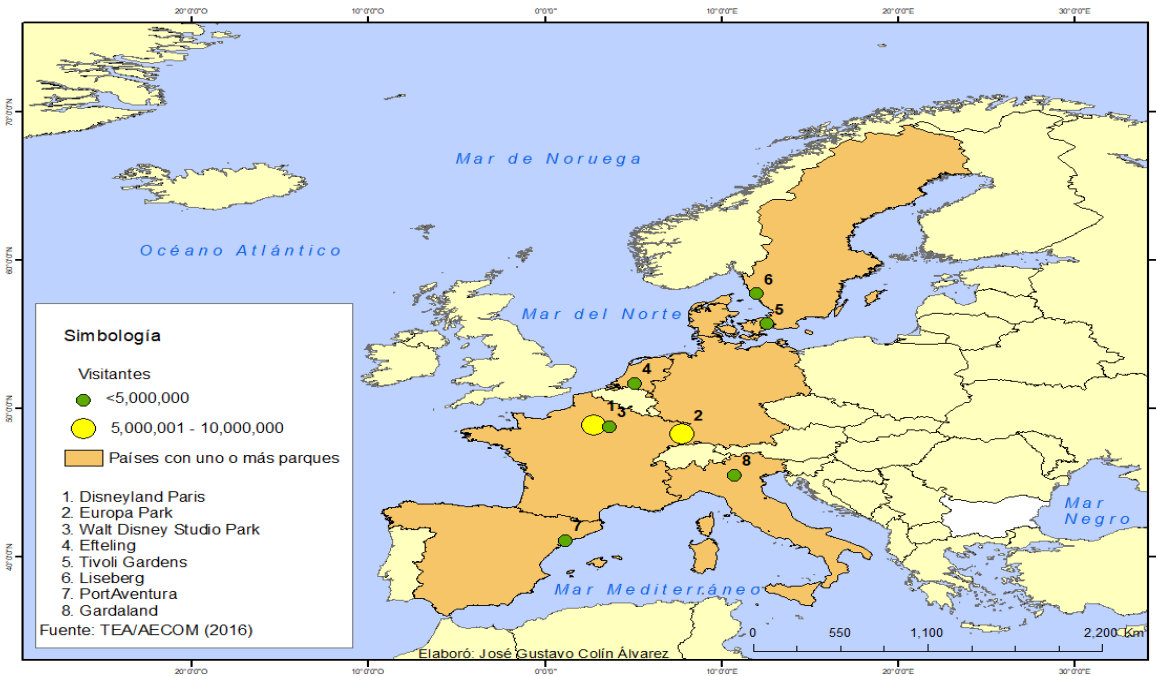 20°0'0"O 10°0'0"O 0°0'0" 10°0'0"E 20°0'0"E 30°0'0"E
70°0'0"N
Mar de Noruega
Océano Atlántico
60°0'0"N
6
5
Mar del Norte
Simbología
Visitantes
<5,000,000
5,000,001 - 10,000,000
Países con uno o más parques
1. Disneyland Paris
2. Europa Park
3. Walt Disney Studio Park
4. Efteling
5. Tivoli Gardens
6. Liseberg
7. PortAventura
8. Gardaland
Fuente: TEA/AECOM (2016)
4
50°0'0"N
1
3
2
8
Mar
Negro
7
40°0'0"N
Mar Mediterráneo
0 550 1,100 2,200 Km
Elaboró: José Gustavo Colín Álvarez
20°0'0"O 10°0'0"O 0°0'0" 10°0'0"E 20°0'0"E 30°0'0"E